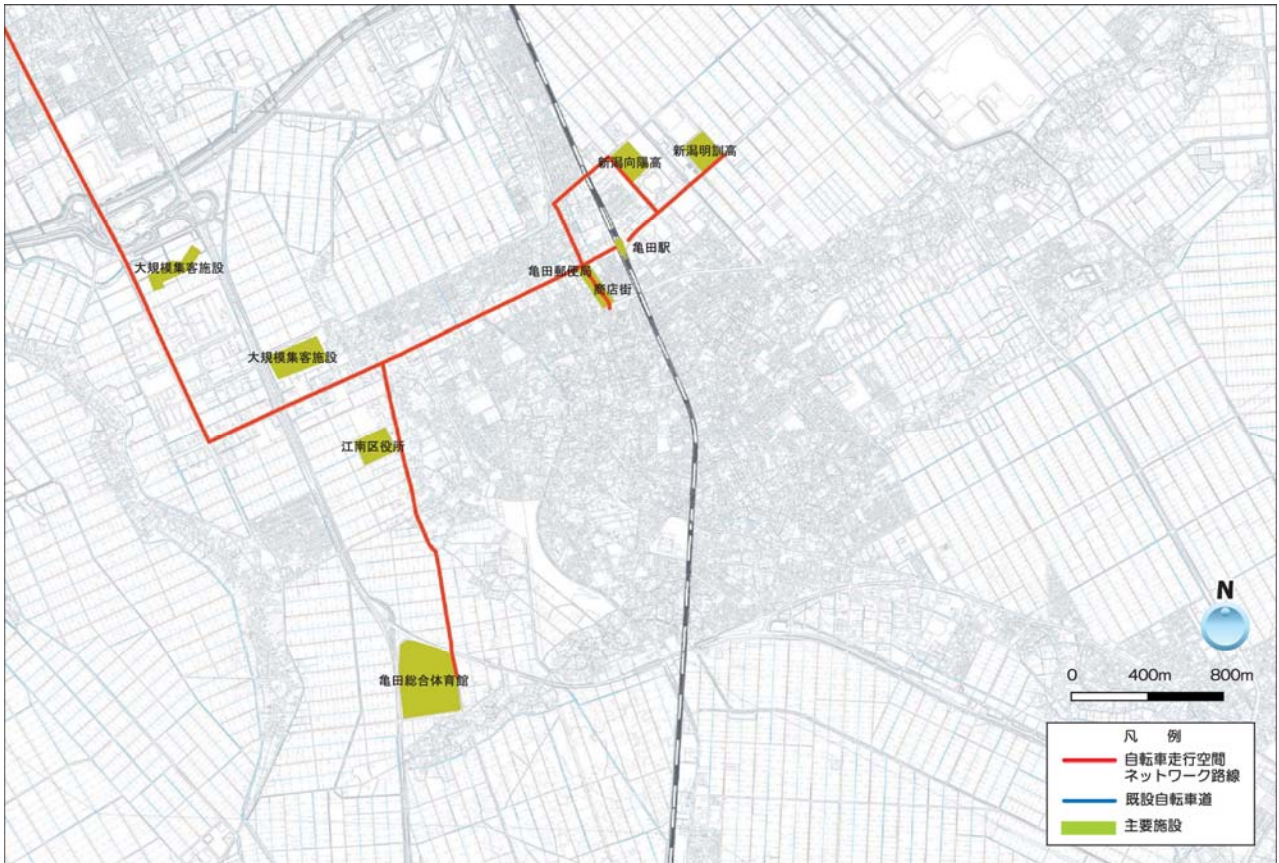 新潟向陽高
新潟明訓高
亀田駅
大規模集客施設
亀田郵便局
商店街
大規模集客施設
江南区役所
亀田総合体育館
N
0 400m 800m
凡 例
自転車走行空間
ネットワーク路線
既設自転車道
主要施設